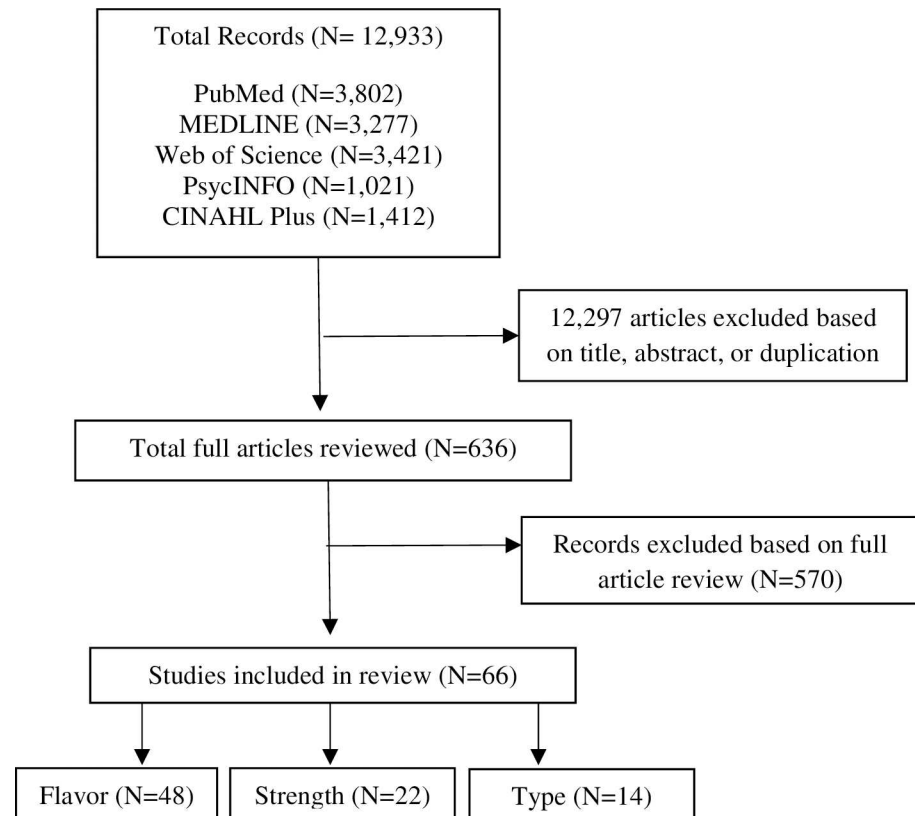 Total Records (N= 12,933)
PubMed (N=3,802)
MEDLINE (N=3,277)
Web of Science (N=3,421)
PsycINFO (N=1,021)
CINAHL Plus (N=1,412)
12,297 articles excluded based
on title, abstract, or duplication
Total full articles reviewed (N=636)
Records excluded based on full
article review (N=570)
Studies included in review (N=66)
Flavor (N=48)
Strength (N=22)
Type (N=14)